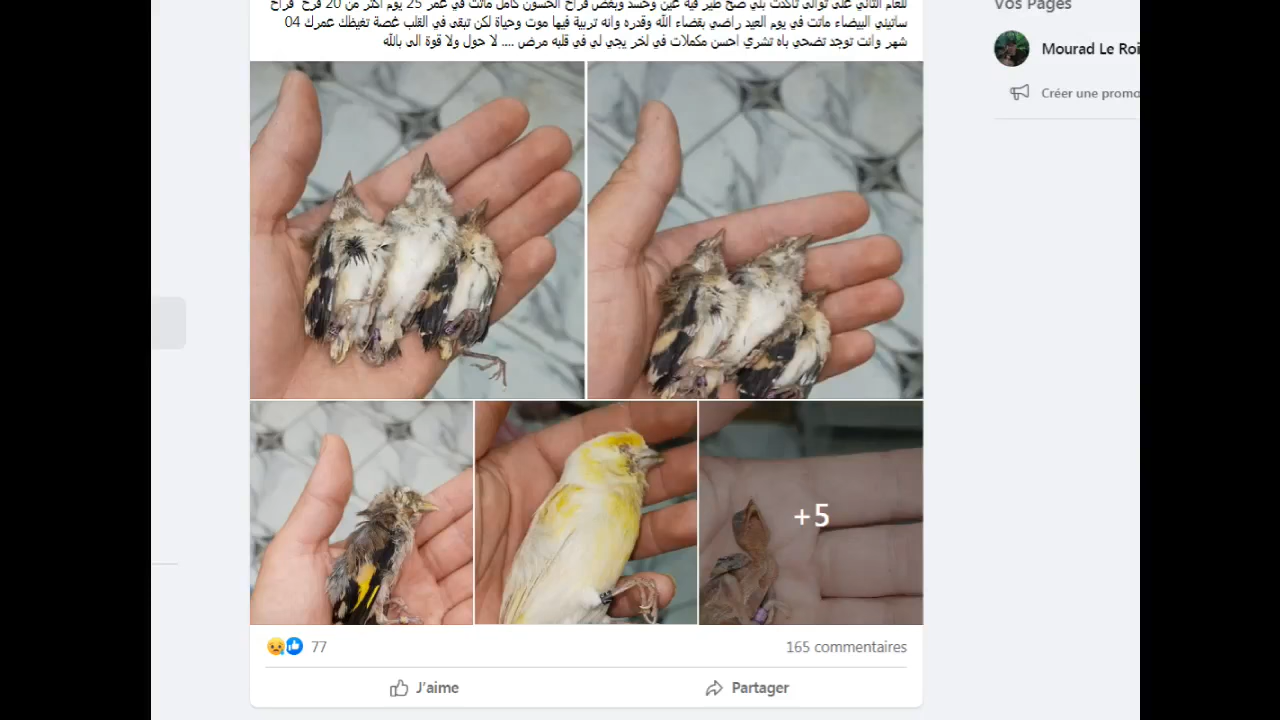 للعام الثاني على توالي تاكدت بلي صح طير فيه عين وحسد وبغض فراخ الحسون كامل ماتت في عمر 25 يوم اكثر من 20 فرخ فراخ
ساتيني البيضاء ماتت في يوم العيد راضي بقضاء الله وقدره وانه تربية فيها موت وحياة لكن تبقى في القلب غصة تغيظك عمرك 04
شهر وانت توجد تضحي باه تشري احسن مكملات في لخر يجي لي في قلبه مرض .... لا حول ولا قوة الى بالله
Vos Pages
Mourad Le Roi
Créer une promo
+5
77
165 commentaires
J'aime
Partager